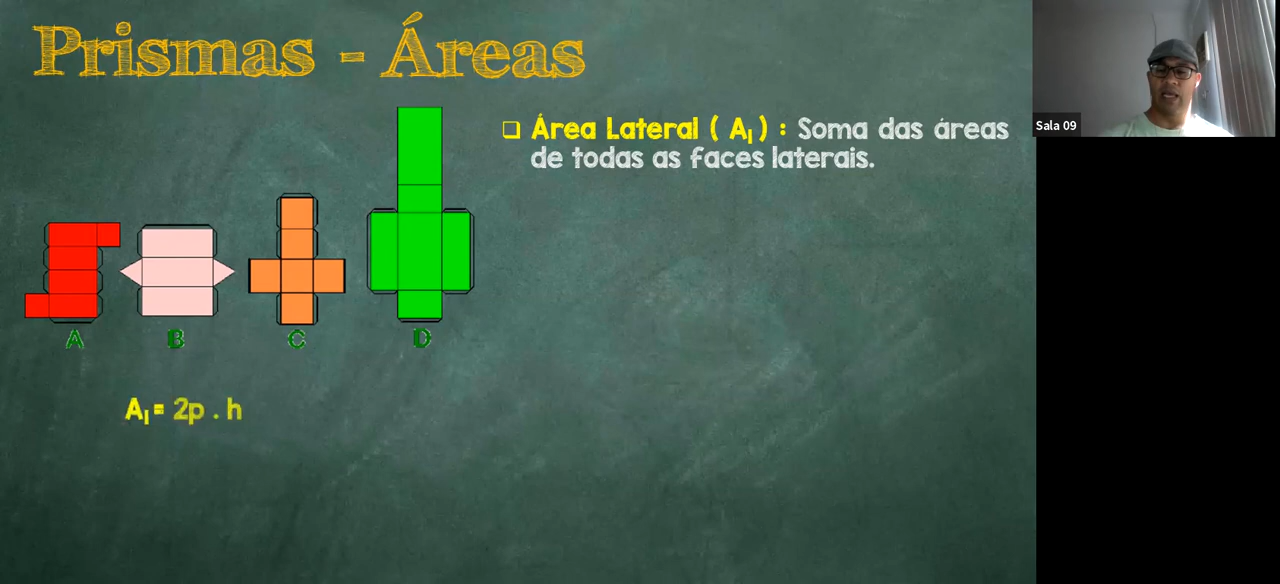 Prismas - Áreas
❑ Área Lateral ( Aₗ ) : Soma das áreas
de todas as faces laterais.
Sala 09
A B C D
Aₗ = 2p . h